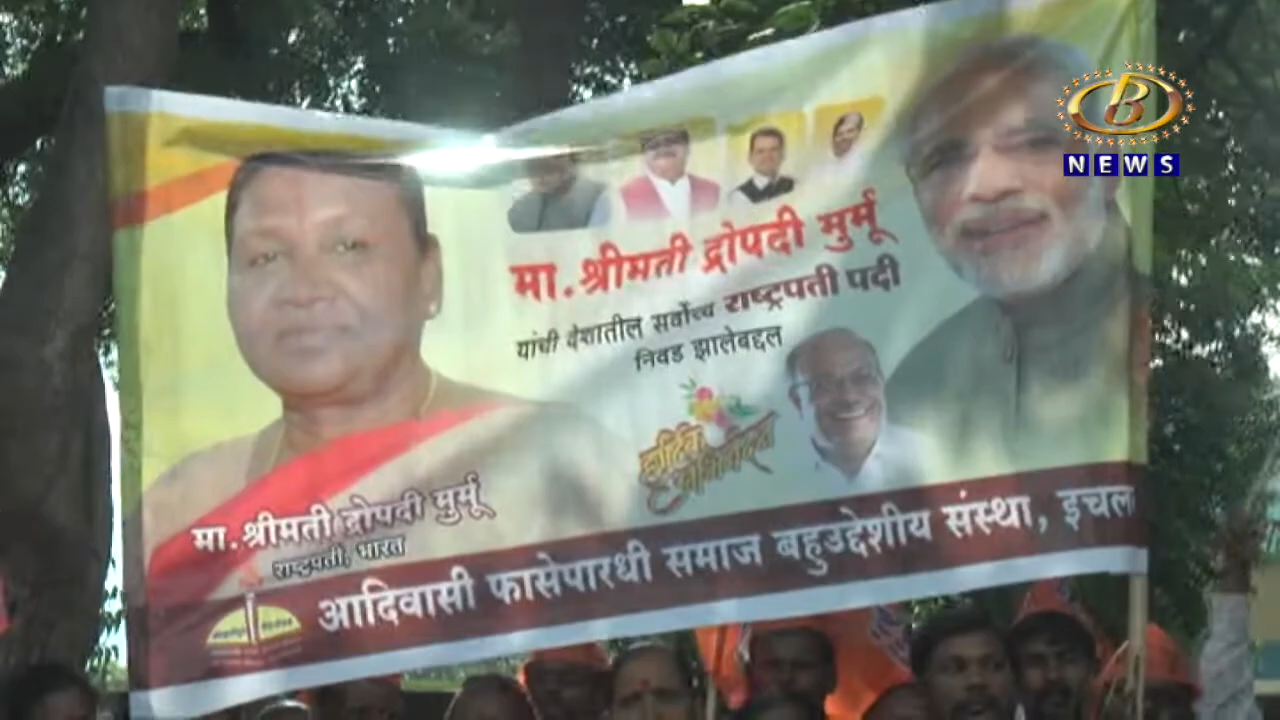 B
NEWS
मा. श्रीमती द्रोपदी मुर्मू
यांची देशातील सर्वोच्च राष्ट्रपती पदी
निवड झालेबद्दल
हार्दिक
अभिनंदन
मा. श्रीमती द्रोपदी मुर्मू
राष्ट्रपती, भारत
आदिवासी फासेपारधी समाज बहुउद्देशीय संस्था, इचल